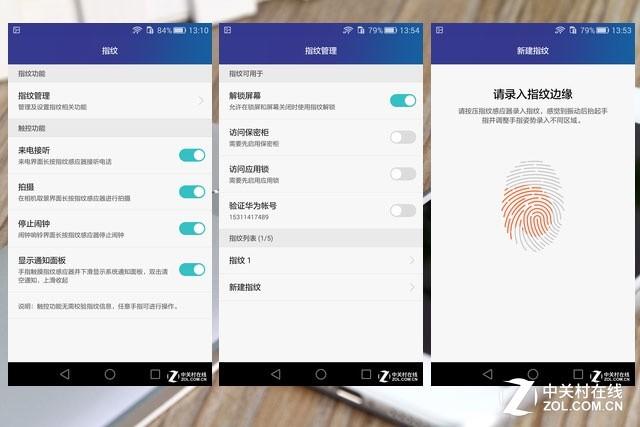 84% 13:10
指纹
指纹功能
指纹管理
管理及设置指纹相关功能
触控功能
来电接听
来电界面长按指纹感应器接听电话
拍摄
在相机取景界面长按指纹感应器进行拍摄
停止闹钟
闹钟响铃界面长按指纹感应器停止闹钟
显示通知面板
手指触摸指纹感应器并下滑显示系统通知面板，双击清
空通知，上滑收起
说明：触控功能无需校验指纹信息，任意手指可进行操作。
中关村在线
ZOL.COM.CN
79% 13:54
指纹管理
指纹可用于
解锁屏幕
允许在锁屏和屏幕关闭时使用指纹解锁
访问保密柜
需要先启用保密柜
访问应用锁
需要先启用应用锁
验证华为帐号
15311417489
指纹列表 (1/5)
指纹 1
新建指纹
中关村在线
ZOL.COM.CN
79% 13:53
新建指纹
请录入指纹边缘
请按压指纹感应器录入指纹，感觉到振动后抬起手
指并调整手指姿势录入不同区域。
中关村在线
ZOL.COM.CN